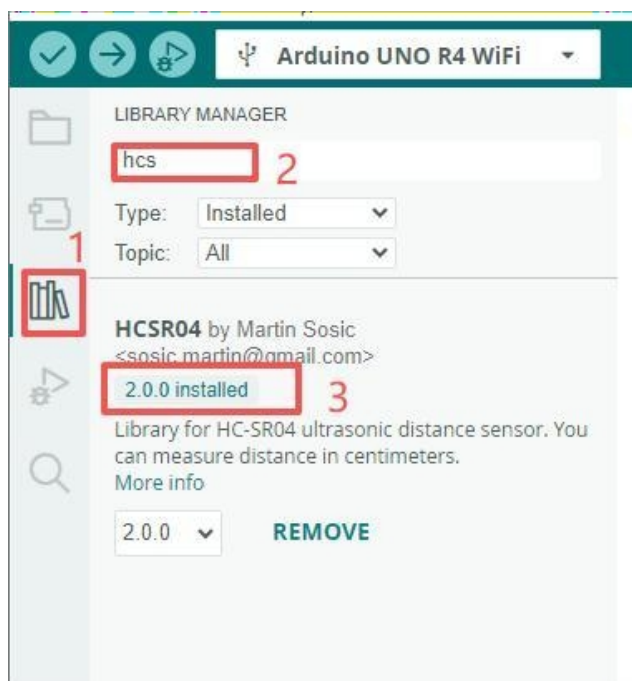 Arduino UNO R4 WiFi
LIBRARY MANAGER
hcs
2
Type: Installed
1
Topic: All
HCSR04 by Martin Sosic
<sosic.martin@gmail.com>
2.0.0 installed
3
Library for HC-SR04 ultrasonic distance sensor. You
can measure distance in centimeters.
More info
2.0.0 REMOVE